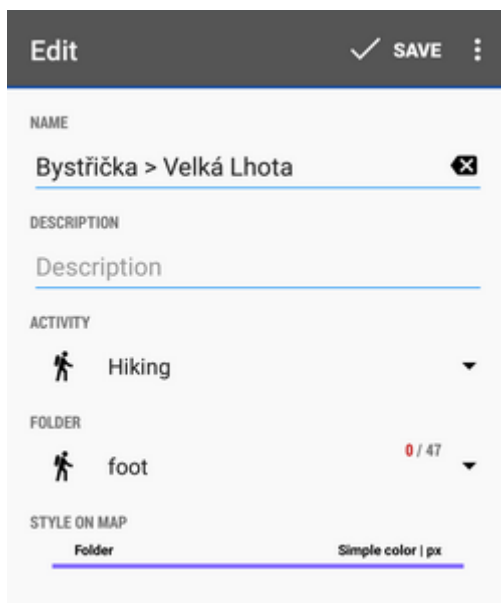 Edit SAVE
NAME
Bystřička > Velká Lhota
DESCRIPTION
Description
ACTIVITY
Hiking
FOLDER
foot 0 / 47
STYLE ON MAP
Folder Simple color | px